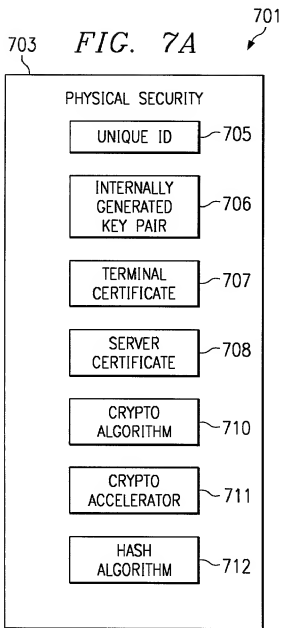 701
703 FIG. 7A
PHYSICAL SECURITY
UNIQUE ID 705
INTERNALLY
GENERATED 706
KEY PAIR
TERMINAL 707
CERTIFICATE
SERVER 708
CERTIFICATE
CRYPTO 710
ALGORITHM
CRYPTO 711
ACCELERATOR
HASH 712
ALGORITHM